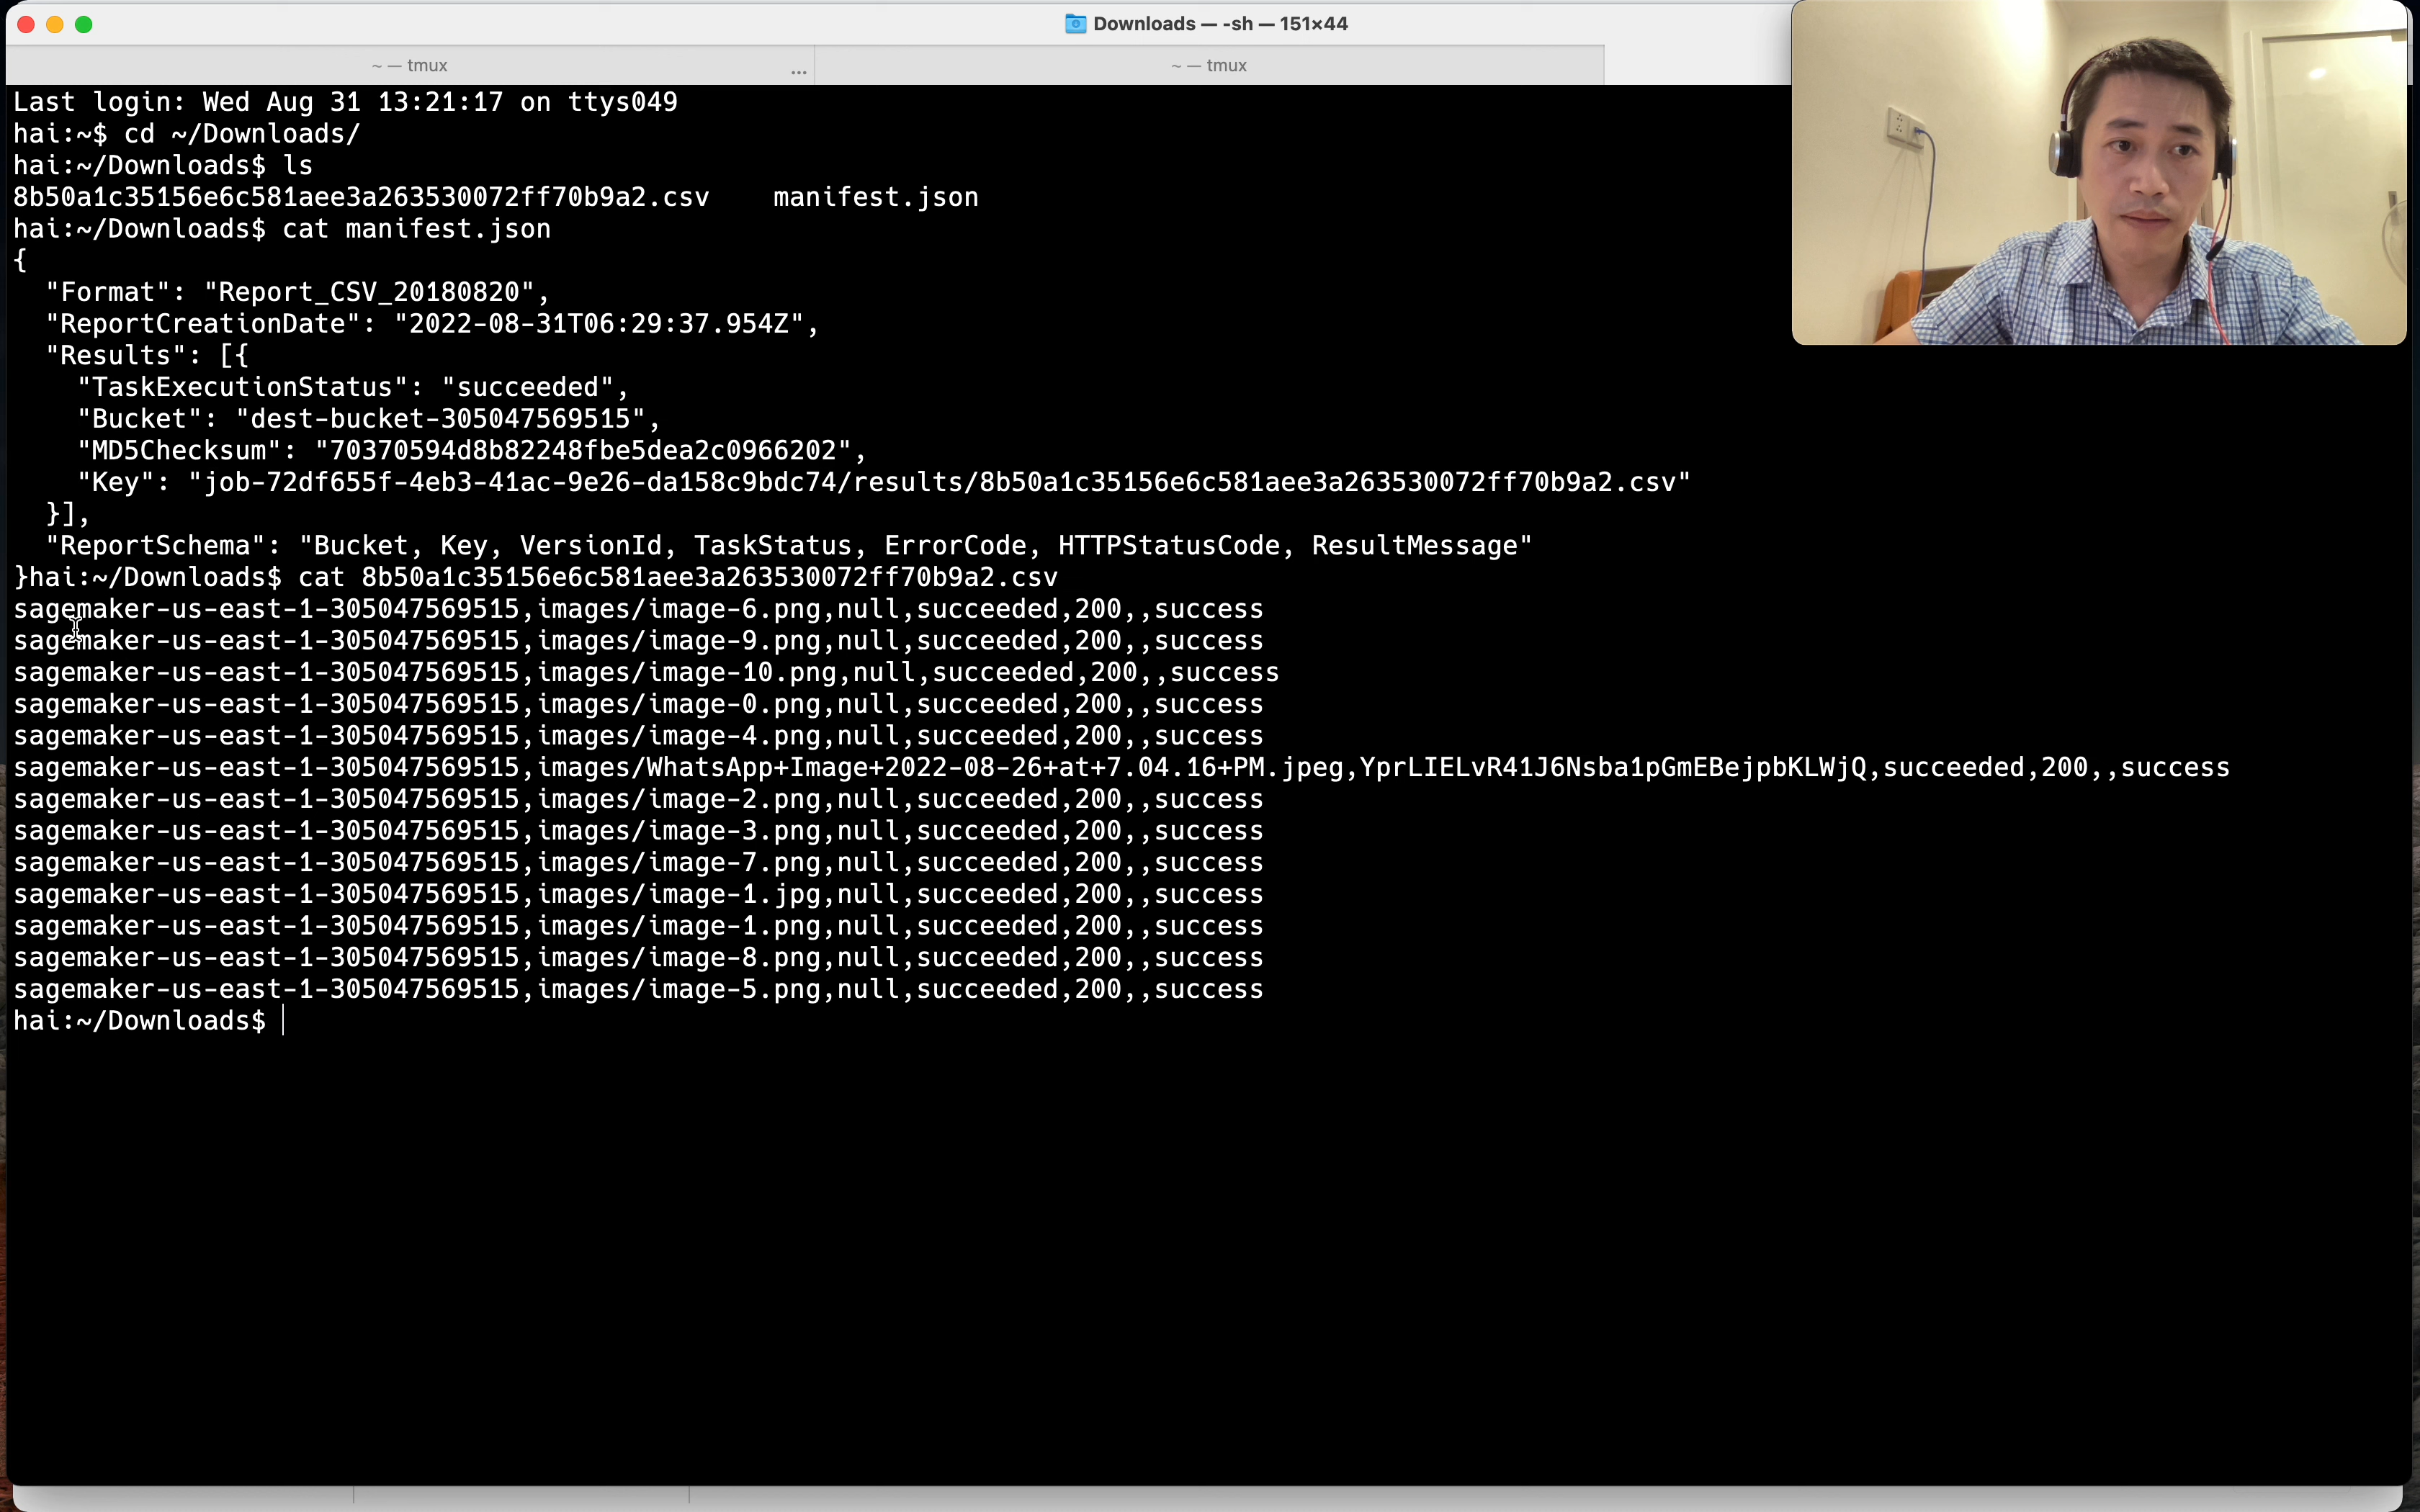 Downloads — -sh — 151×44
~ — tmux ... ~ — tmux
Last login: Wed Aug 31 13:21:17 on ttys049
hai:~$ cd ~/Downloads/
hai:~/Downloads$ ls
8b50a1c35156e6c581aee3a263530072ff70b9a2.csv    manifest.json
hai:~/Downloads$ cat manifest.json
{
  "Format": "Report_CSV_20180820",
  "ReportCreationDate": "2022-08-31T06:29:37.954Z",
  "Results": [{
    "TaskExecutionStatus": "succeeded",
    "Bucket": "dest-bucket-305047569515",
    "MD5Checksum": "70370594d8b82248fbe5dea2c0966202",
    "Key": "job-72df655f-4eb3-41ac-9e26-da158c9bdc74/results/8b50a1c35156e6c581aee3a263530072ff70b9a2.csv"
  }],
  "ReportSchema": "Bucket, Key, VersionId, TaskStatus, ErrorCode, HTTPStatusCode, ResultMessage"
}hai:~/Downloads$ cat 8b50a1c35156e6c581aee3a263530072ff70b9a2.csv
sagemaker-us-east-1-305047569515,images/image-6.png,null,succeeded,200,,success
sagemaker-us-east-1-305047569515,images/image-9.png,null,succeeded,200,,success
sagemaker-us-east-1-305047569515,images/image-10.png,null,succeeded,200,,success
sagemaker-us-east-1-305047569515,images/image-0.png,null,succeeded,200,,success
sagemaker-us-east-1-305047569515,images/image-4.png,null,succeeded,200,,success
sagemaker-us-east-1-305047569515,images/WhatsApp+Image+2022-08-26+at+7.04.16+PM.jpeg,YprLIELvR41J6Nsba1pGmEBejpbKLWjQ,succeeded,200,,success
sagemaker-us-east-1-305047569515,images/image-2.png,null,succeeded,200,,success
sagemaker-us-east-1-305047569515,images/image-3.png,null,succeeded,200,,success
sagemaker-us-east-1-305047569515,images/image-7.png,null,succeeded,200,,success
sagemaker-us-east-1-305047569515,images/image-1.jpg,null,succeeded,200,,success
sagemaker-us-east-1-305047569515,images/image-1.png,null,succeeded,200,,success
sagemaker-us-east-1-305047569515,images/image-8.png,null,succeeded,200,,success
sagemaker-us-east-1-305047569515,images/image-5.png,null,succeeded,200,,success
hai:~/Downloads$